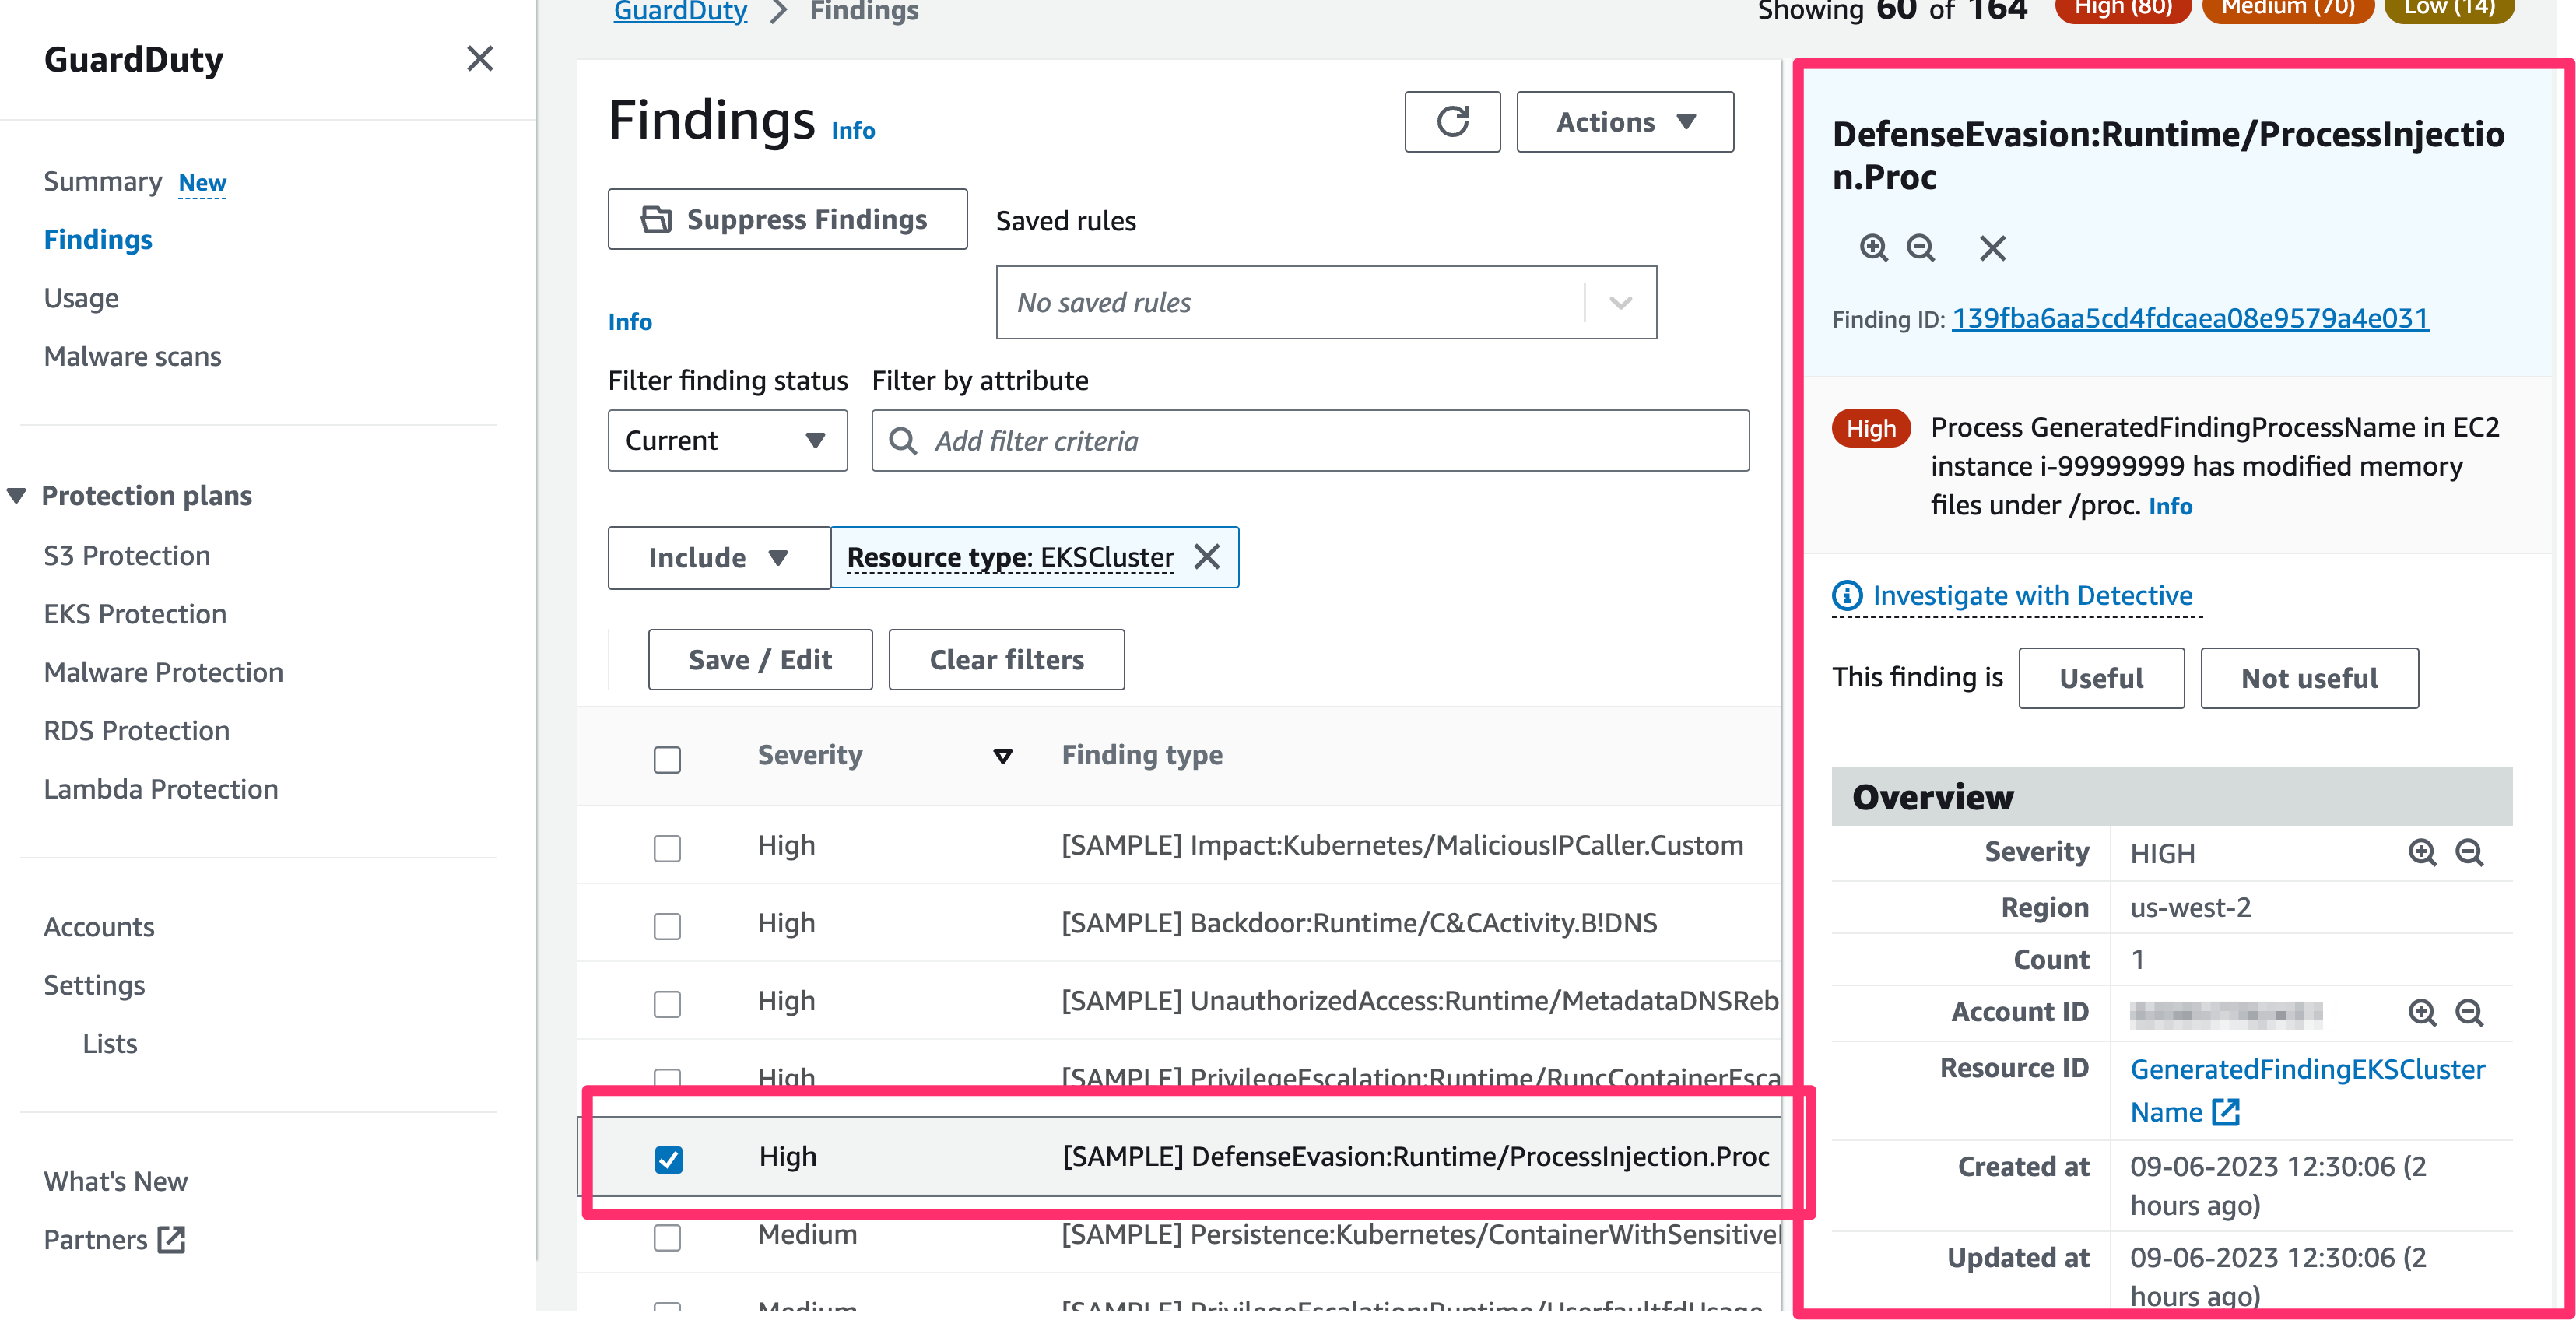 GuardDuty
Summary New
Findings
Usage
Malware scans
Protection plans
S3 Protection
EKS Protection
Malware Protection
RDS Protection
Lambda Protection
Accounts
Settings
Lists
What's New
Partners
GuardDuty Findings
Showing 60 of 164 High (80) Medium (70) Low (14)
Findings Info
Actions
Suppress Findings
Saved rules
No saved rules
Info
Filter finding status Filter by attribute
Current
Add filter criteria
Include
Resource type: EKSCluster
Save / Edit
Clear filters
Severity Finding type
High [SAMPLE] Impact:Kubernetes/MaliciousIPCaller.Custom
High [SAMPLE] Backdoor:Runtime/C&CActivity.B!DNS
High [SAMPLE] UnauthorizedAccess:Runtime/MetadataDNSReb
High [SAMPLE] PrivilegeEscalation:Runtime/RuncContainerEsca
High [SAMPLE] DefenseEvasion:Runtime/ProcessInjection.Proc
Medium [SAMPLE] Persistence:Kubernetes/ContainerWithSensitive
Medium [SAMPLE] PrivilegeEscalation:Runtime/UserfaultfdUsage
DefenseEvasion:Runtime/ProcessInjectio
n.Proc
Finding ID: 139fba6aa5cd4fdcaea08e9579a4e031
High
Process GeneratedFindingProcessName in EC2
instance i-99999999 has modified memory
files under /proc. Info
Investigate with Detective
This finding is Useful Not useful
Overview
Severity HIGH
Region us-west-2
Count 1
Account ID
Resource ID GeneratedFindingEKSCluster
Name
Created at 09-06-2023 12:30:06 (2
hours ago)
Updated at 09-06-2023 12:30:06 (2
hours ago)